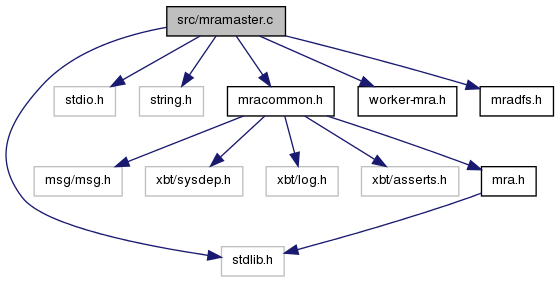 src/mramaster.c
stdio.h
string.h
mracommon.h
worker-mra.h
mradfs.h
msg/msg.h
xbt/sysdep.h
xbt/log.h
xbt/asserts.h
mra.h
stdlib.h